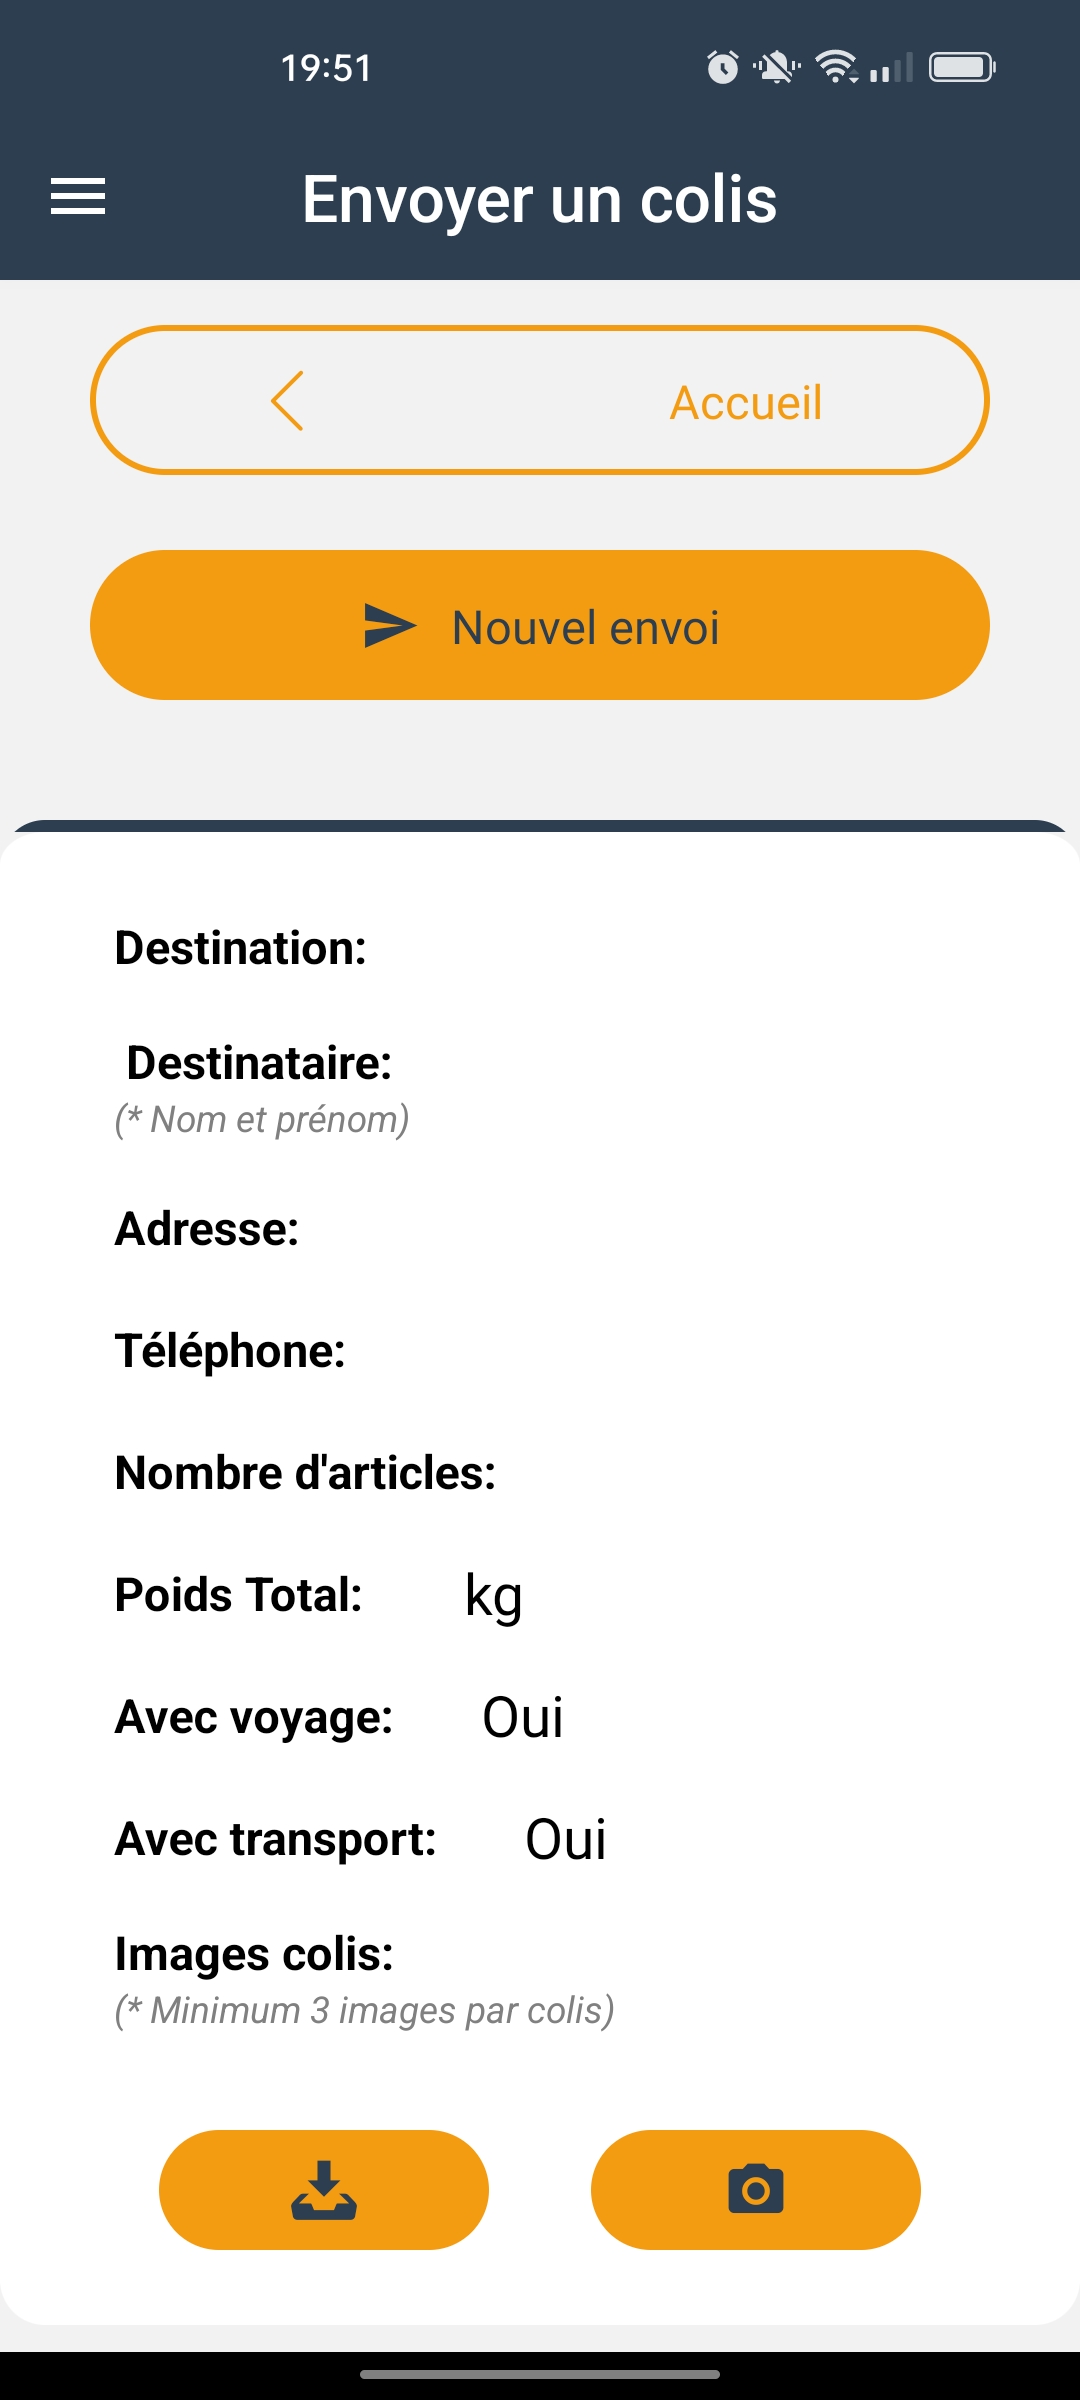 19:51
Envoyer un colis
Accueil
Nouvel envoi
Destination:
Destinataire:
(* Nom et prénom)
Adresse:
Téléphone:
Nombre d'articles:
Poids Total: kg
Avec voyage: Oui
Avec transport: Oui
Images colis:
(* Minimum 3 images par colis)